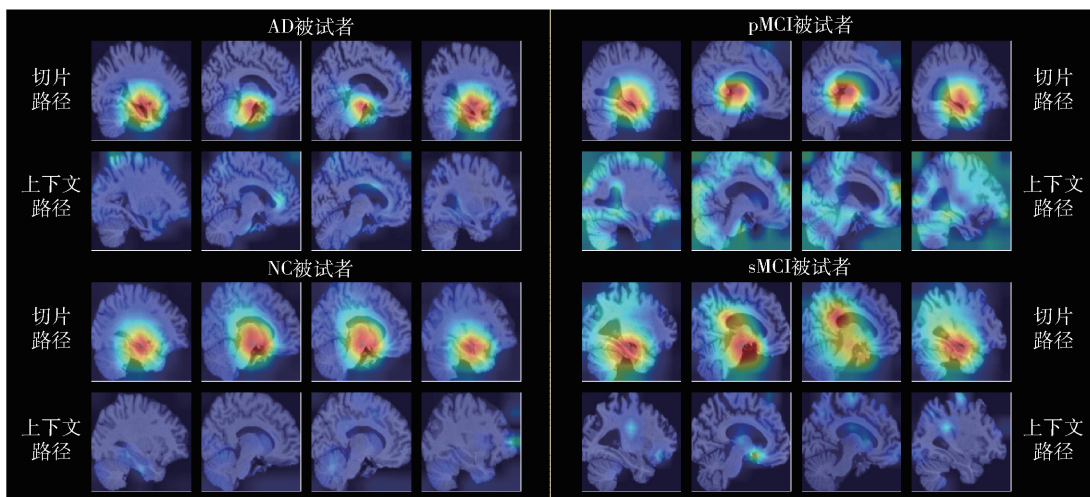 AD被试者
切片
路径
上下文
路径
NC被试者
切片
路径
上下文
路径
pMCI被试者
切片
路径
上下文
路径
sMCI被试者
切片
路径
上下文
路径